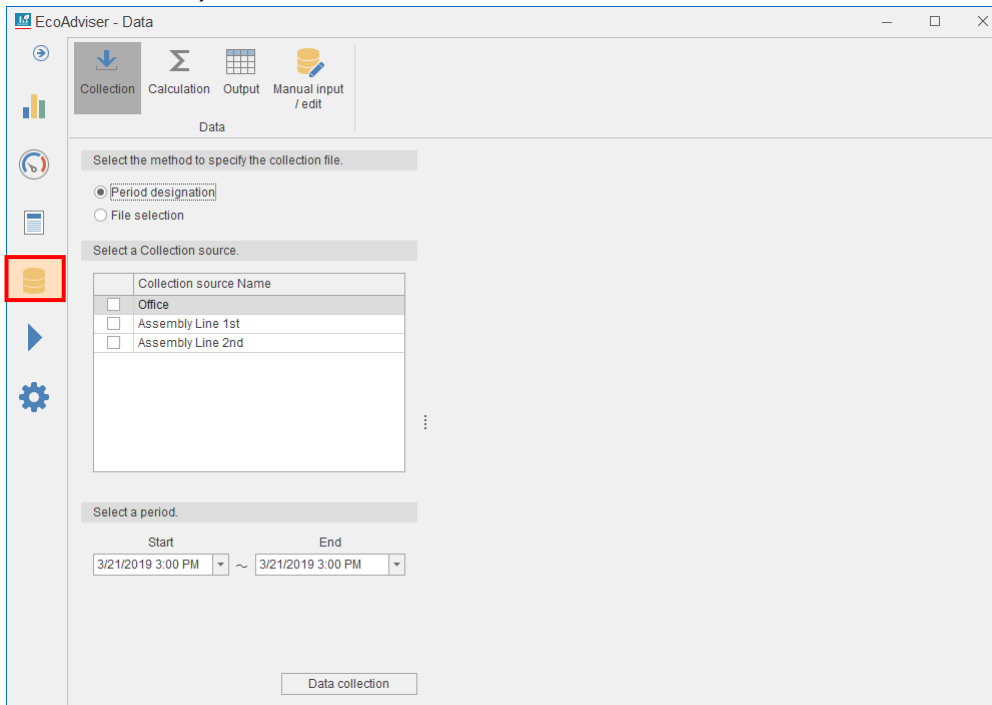 EcoAdviser - Data
Collection
Calculation
Output
Manual input
/ edit
Data
Select the method to specify the collection file.
Period designation
File selection
Select a Collection source.
Collection source Name
Office
Assembly Line 1st
Assembly Line 2nd
Select a period.
Start
End
3/21/2019 3:00 PM ~ 3/21/2019 3:00 PM
Data collection